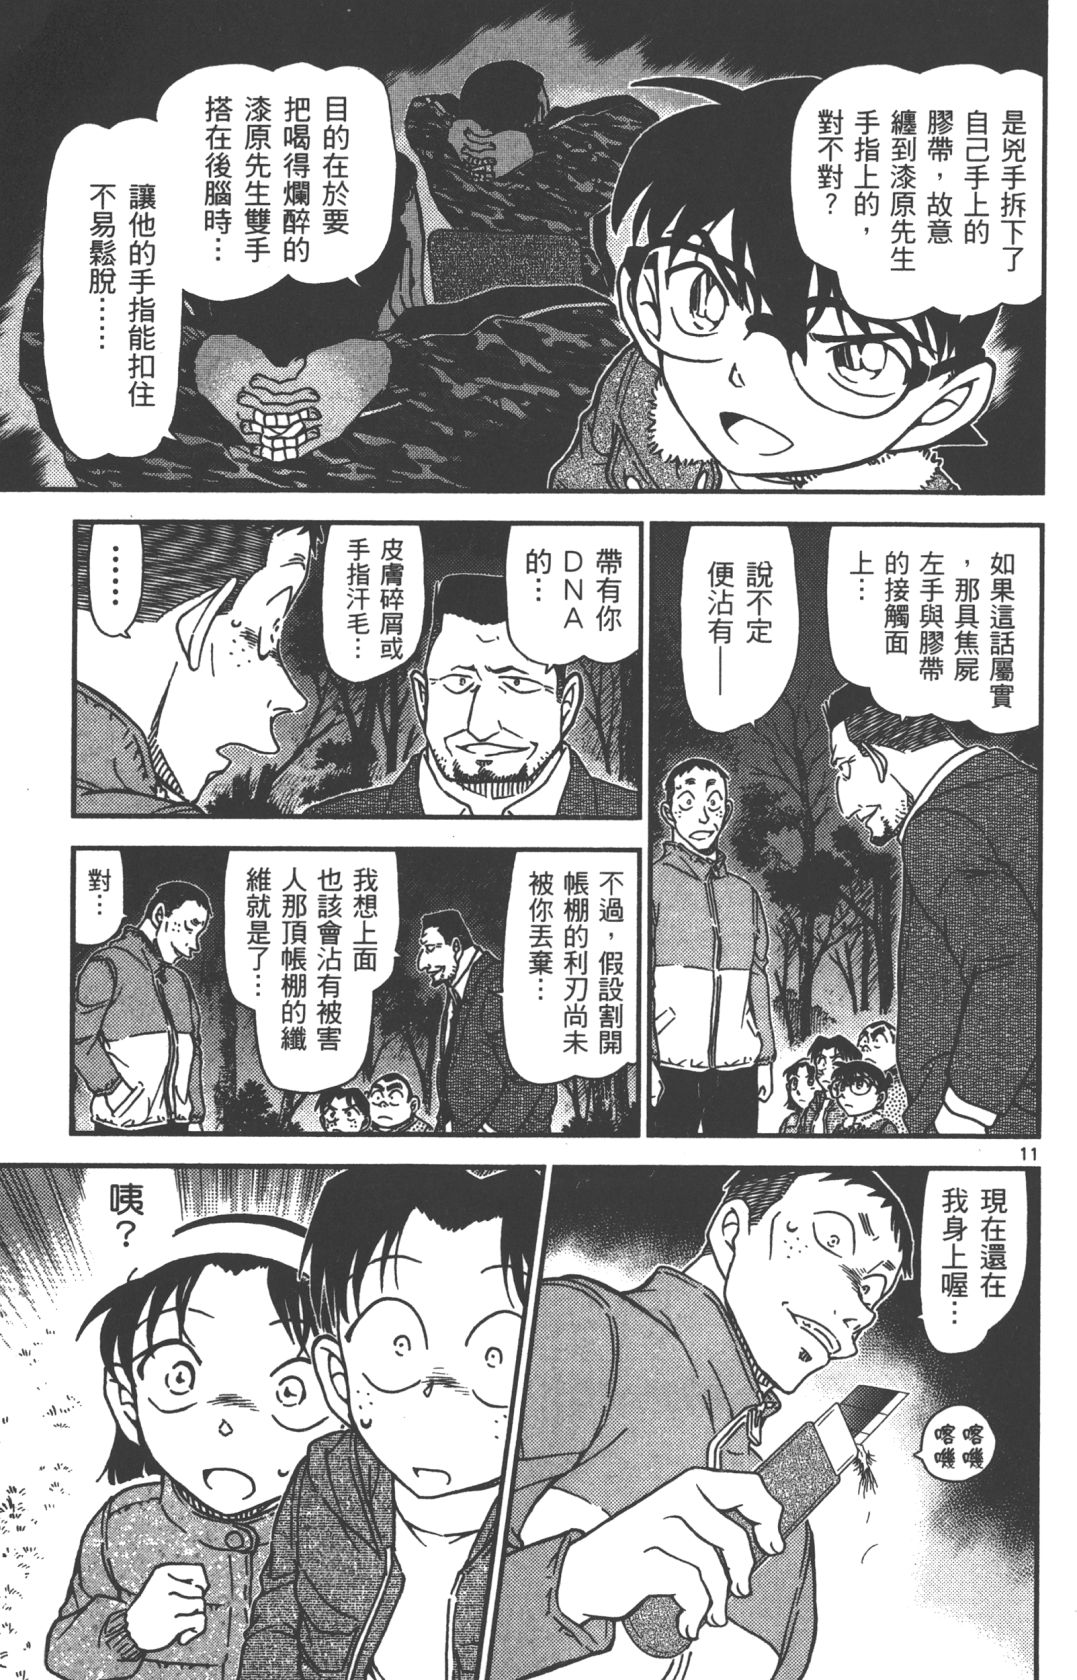 是兇手拆下了
自己手上的
膠帶，故意
纏到漆原先生
手指上的，
對不對？
目的在於要
把喝得爛醉的
漆原先生雙手
搭在後腦時…
讓他的手指能扣住
不易鬆脫……
如果這話屬實
，那具焦屍
左手與膠帶
的接觸面
上…
說不定
便沾有——
帶有你
DNA
的…
皮膚碎屑或
手指汗毛…
……
不過，假設割開
帳棚的利刃尚未
被你丟棄…
我想上面
也該會沾有被害
人那頂帳棚的纖
維就是了…
對…
11
現在還在
我身上喔…
喀嘰
喀嘰
咦？